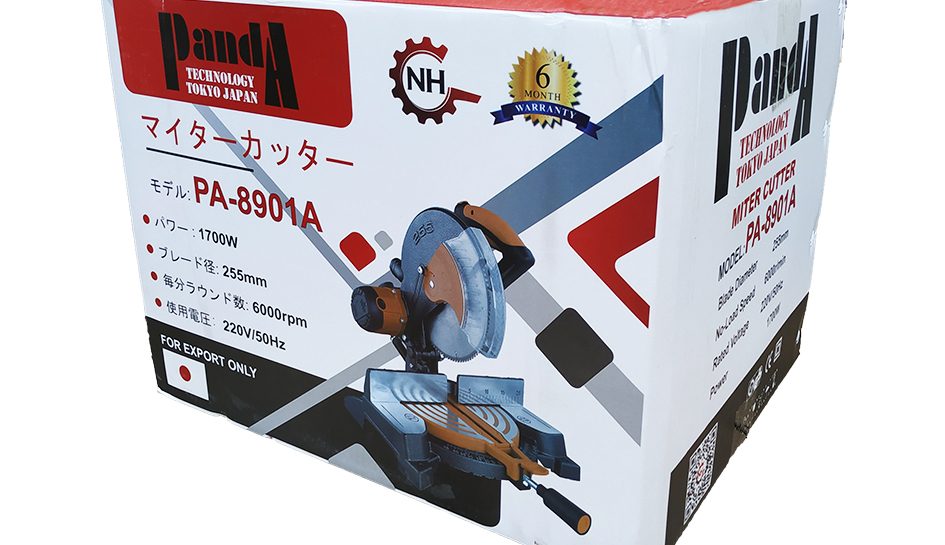 Panda
TECHNOLOGY
TOKYO JAPAN
NH
6
MONTH
WARRANTY
マイターカッター
モデル: PA-8901A
パワー : 1700W
ブレード径: 255mm
毎分ラウンド数: 6000rpm
使用電圧: 220V/50Hz
FOR EXPORT ONLY
255
Panda
TECHNOLOGY
TOKYO JAPAN
MITER CUTTER
MODEL: PA-8901A
Blade Diameter 255mm
No-Load Speed 6000r/min
Rated Voltage 220V/50Hz
Power 1700W